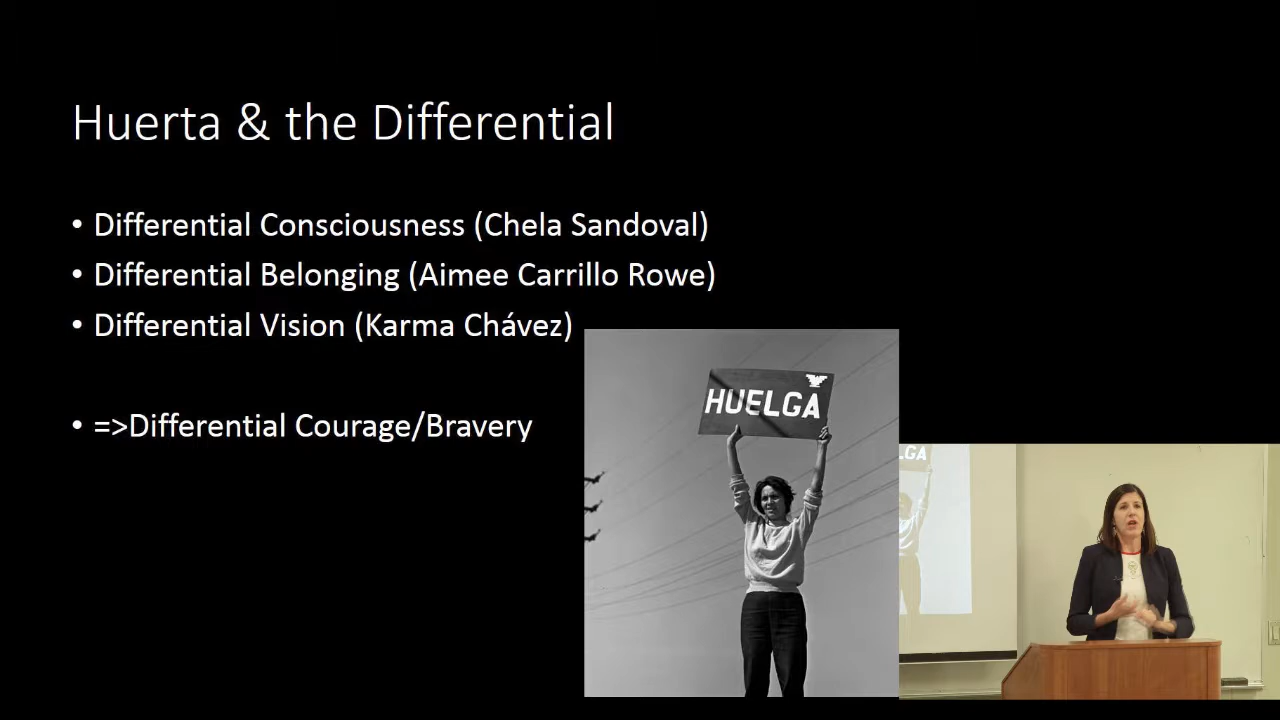 Huerta & the Differential
• Differential Consciousness (Chela Sandoval)
• Differential Belonging (Aimee Carrillo Rowe)
• Differential Vision (Karma Chávez)
• =>Differential Courage/Bravery
HUELGA
LGA